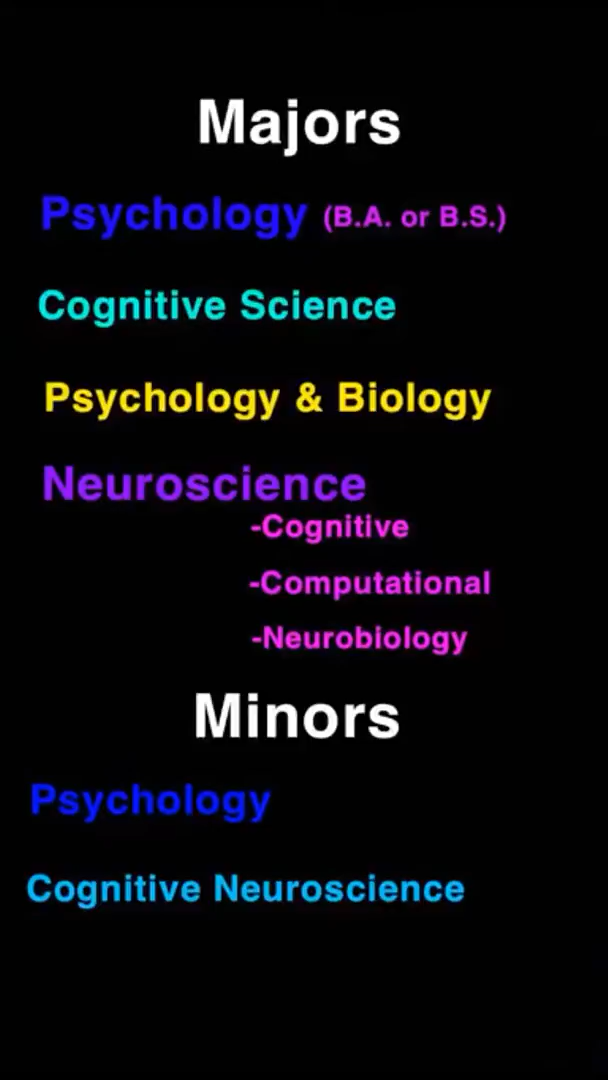 Majors
Psychology (B.A. or B.S.)
Cognitive Science
Psychology & Biology
Neuroscience
-Cognitive
-Computational
-Neurobiology
Minors
Psychology
Cognitive Neuroscience